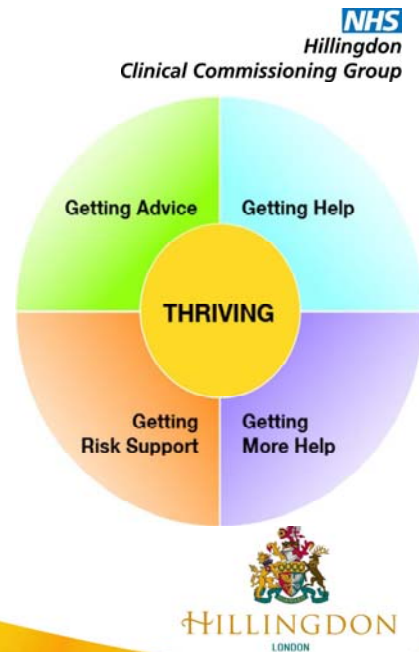 NHS
Hillingdon
Clinical Commissioning Group
Getting Advice
Getting Help
THRIVING
Getting
Risk Support
Getting
More Help
HILLINGDON
LONDON